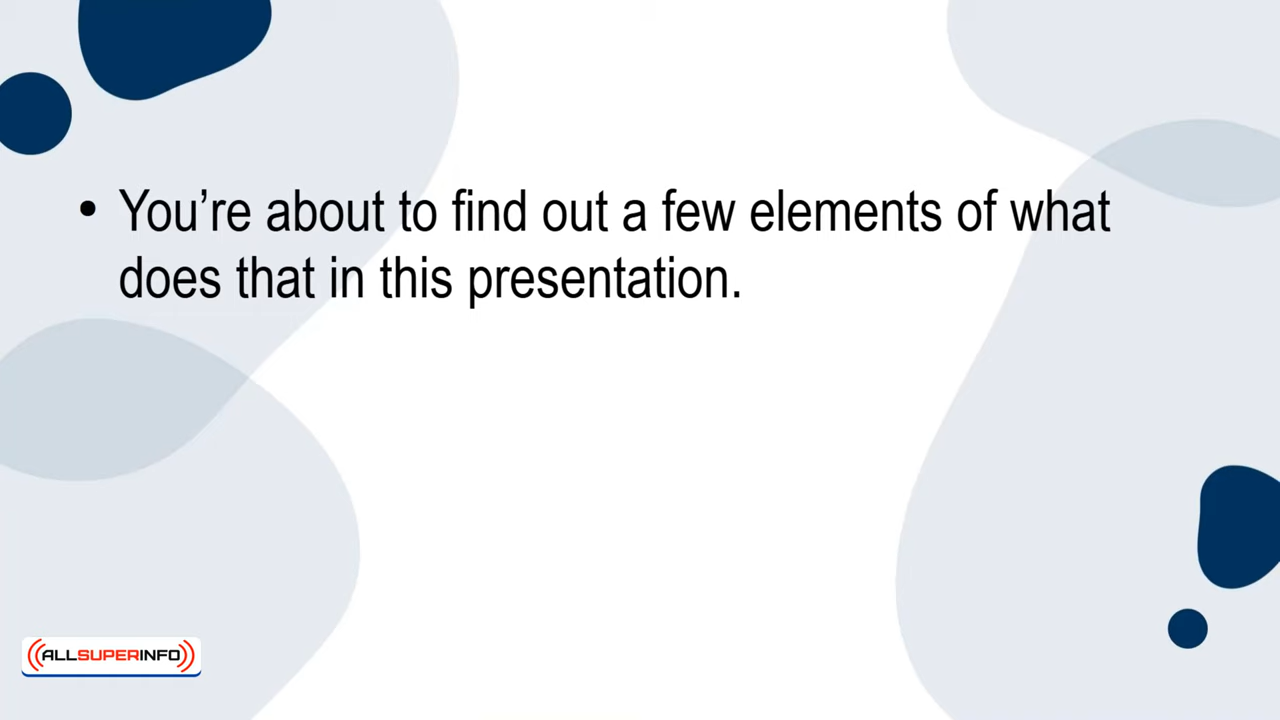 • You’re about to find out a few elements of what
does that in this presentation.
((ALLSUPERINFO))